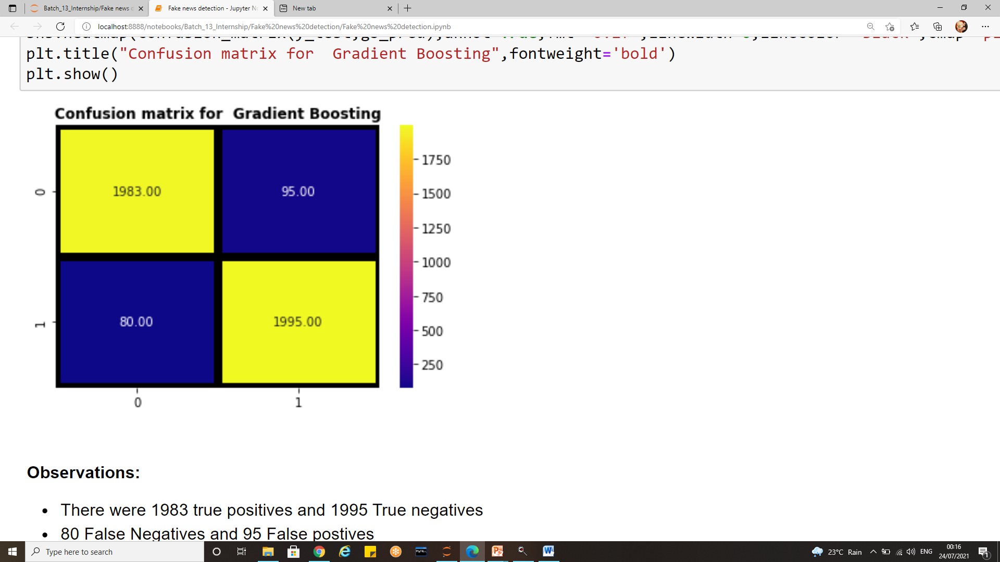 Batch_13_Internship/Fake news d
Fake news detection - Jupyter No
New tab
localhost:8888/notebooks/Batch_13_Internship/Fake%20news%20detection/Fake%20news%20detection.ipynb
plt.title("Confusion matrix for  Gradient Boosting",fontweight='bold')
plt.show()
Confusion matrix for  Gradient Boosting
1983.00 95.00
80.00 1995.00
0
1
0 1
1750
1500
1250
1000
750
500
250
Observations:
• There were 1983 true positives and 1995 True negatives
• 80 False Negatives and 95 False postives
Type here to search
23°C Rain
ENG
00:16
24/07/2021
1